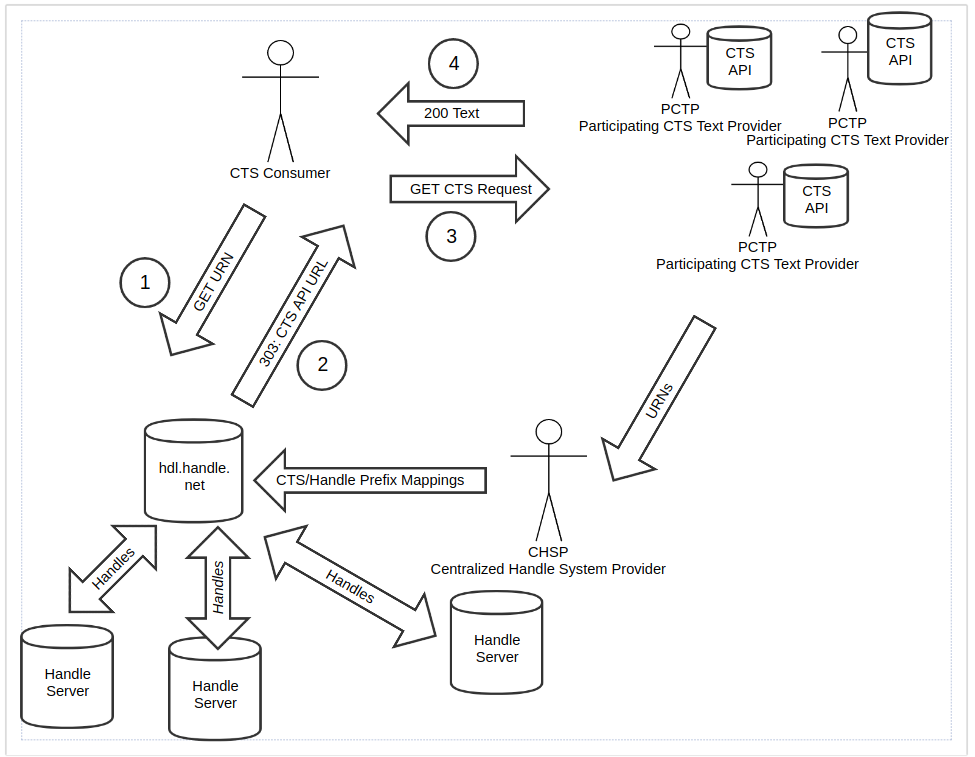 4
200 Text
CTS Consumer
CTS
API
PCTP
Participating CTS Text Provider
CTS
API
PCTP
Participating CTS Text Provider
CTS
API
PCTP
Participating CTS Text Provider
GET CTS Request
3
1
GET URN
303: CTS API URL
2
URNs
hdl.handle.
net
CTS/Handle Prefix Mappings
CHSP
Centralized Handle System Provider
Handles
Handles
Handles
Handle
Server
Handle
Server
Handle
Server